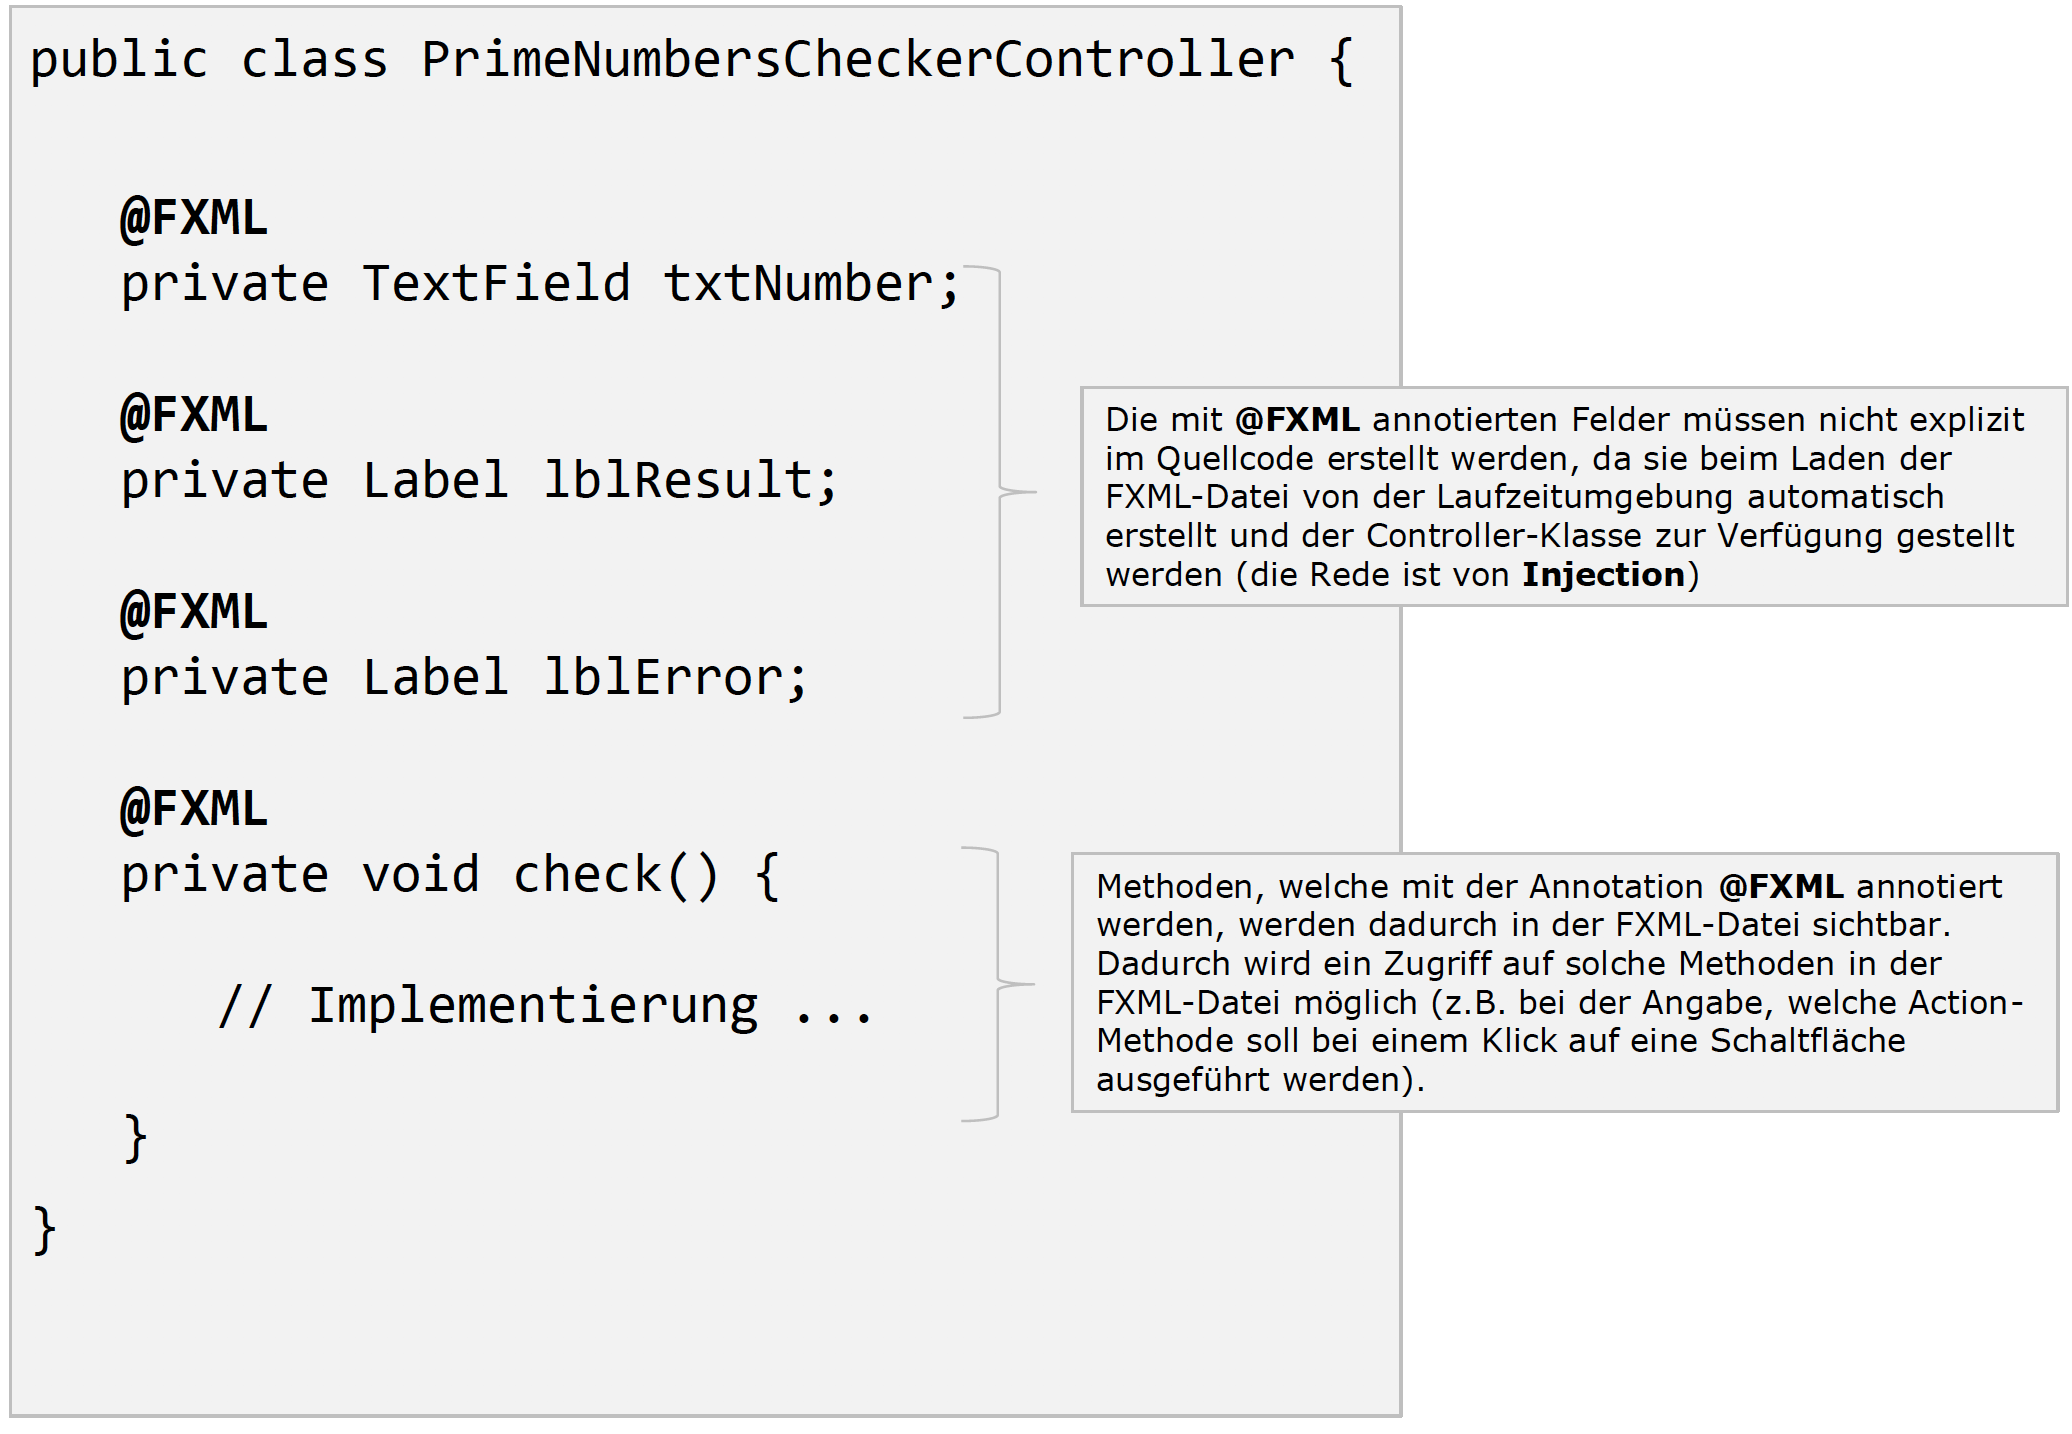 public class PrimeNumbersCheckerController {
@FXML
private TextField txtNumber;
@FXML
private Label lblResult;
@FXML
private Label lblError;
@FXML
private void check() {
// Implementierung ...
}
}
Die mit @FXML annotierten Felder müssen nicht explizit
im Quellcode erstellt werden, da sie beim Laden der
FXML-Datei von der Laufzeitumgebung automatisch
erstellt und der Controller-Klasse zur Verfügung gestellt
werden (die Rede ist von Injection)
Methoden, welche mit der Annotation @FXML annotiert
werden, werden dadurch in der FXML-Datei sichtbar.
Dadurch wird ein Zugriff auf solche Methoden in der
FXML-Datei möglich (z.B. bei der Angabe, welche Action-
Methode soll bei einem Klick auf eine Schaltfläche
ausgeführt werden).